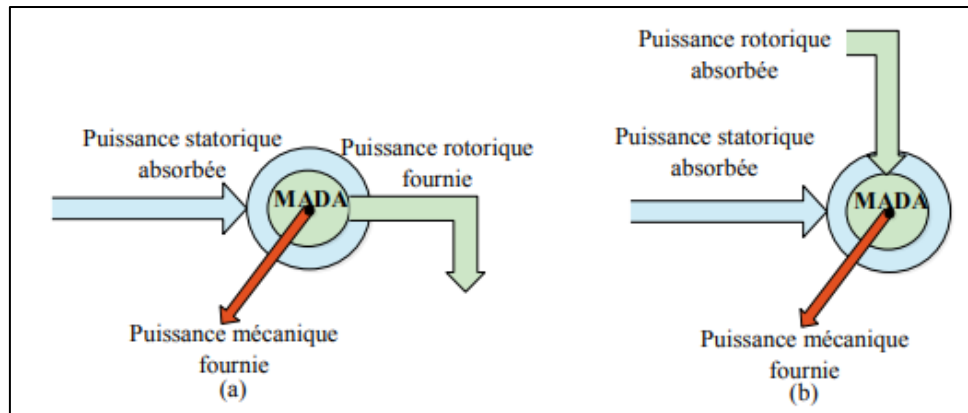 Puissance statorique
absorbée
Puissance rotorique
fournie
MADA
Puissance mécanique
fournie
(a)
Puissance rotorique
absorbée
Puissance statorique
absorbée
MADA
Puissance mécanique
fournie
(b)